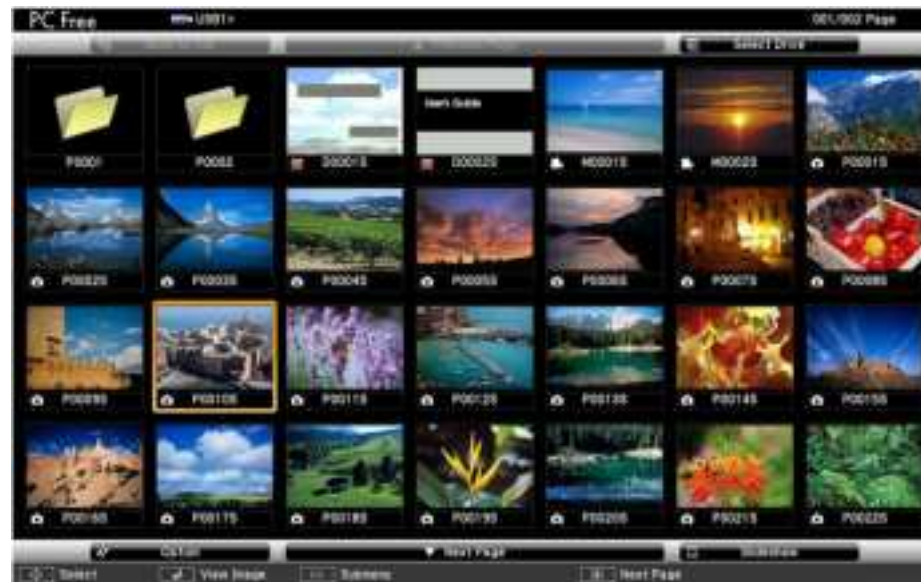 PC Free USB1> 001/002 Page
Select Drive
P0001 P0002 D0001S D0002S M0001S M0002S P0001S
User's Guide
P0002S P0003S P0004S P0005S P0006S P0007S P0008S
P0009S P0010S P0011S P0012S P0013S P0014S P0015S
P0016S P0017S P0018S P0019S P0020S P0021S P0022S
Option ▼ Next Page Slideshow
Select View Image Submenu Next Page